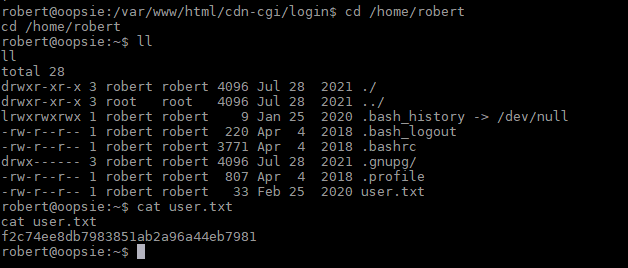 robert@oopsie:/var/www/html/cdn-cgi/login$ cd /home/robert
cd /home/robert
robert@oopsie:~$ ll
ll
total 28
drwxr-xr-x 3 robert robert 4096 Jul 28  2021 ./
drwxr-xr-x 3 root   root   4096 Jul 28  2021 ../
lrwxrwxrwx 1 robert robert    9 Jan 25  2020 .bash_history -> /dev/null
-rw-r--r-- 1 robert robert  220 Apr  4  2018 .bash_logout
-rw-r--r-- 1 robert robert 3771 Apr  4  2018 .bashrc
drwx------ 3 robert robert 4096 Jul 28  2021 .gnupg/
-rw-r--r-- 1 robert robert  807 Apr  4  2018 .profile
-rw-r--r-- 1 robert robert   33 Feb 25  2020 user.txt
robert@oopsie:~$ cat user.txt
cat user.txt
f2c74ee8db7983851ab2a96a44eb7981
robert@oopsie:~$